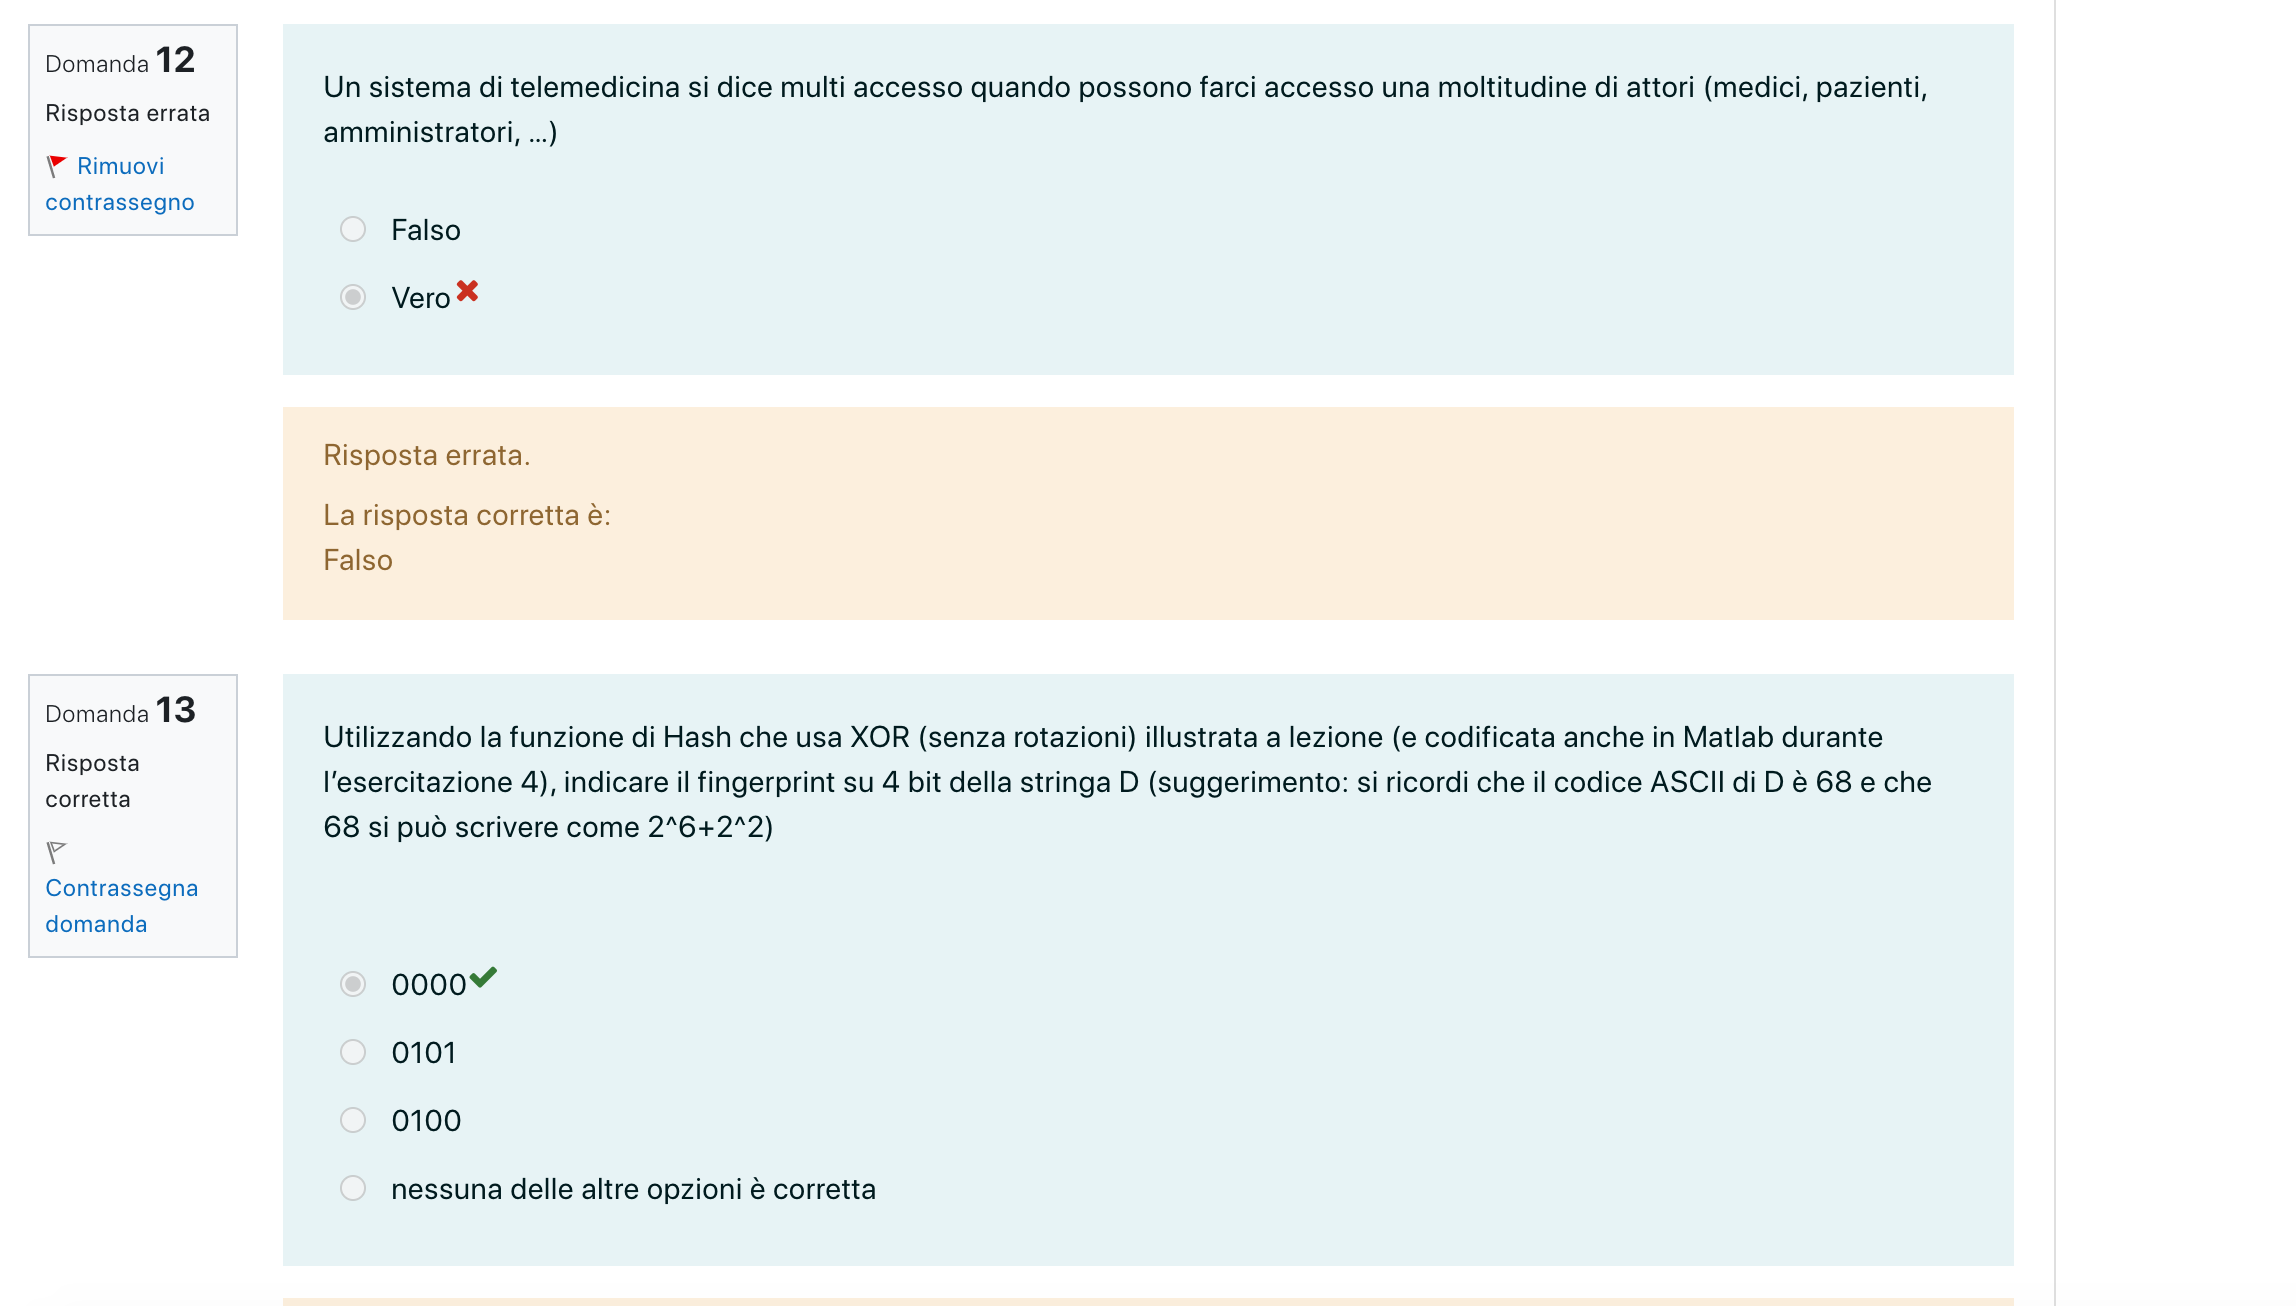 Domanda 12
Risposta errata
Rimuovi
contrassegno
Un sistema di telemedicina si dice multi accesso quando possono farci accesso una moltitudine di attori (medici, pazienti,
amministratori, ...)
Falso
Vero
Risposta errata.
La risposta corretta è:
Falso
Domanda 13
Risposta
corretta
Contrassegna
domanda
Utilizzando la funzione di Hash che usa XOR (senza rotazioni) illustrata a lezione (e codificata anche in Matlab durante
l'esercitazione 4), indicare il fingerprint su 4 bit della stringa D (suggerimento: si ricordi che il codice ASCII di D è 68 e che
68 si può scrivere come 2^6+2^2)
0000
0101
0100
nessuna delle altre opzioni è corretta